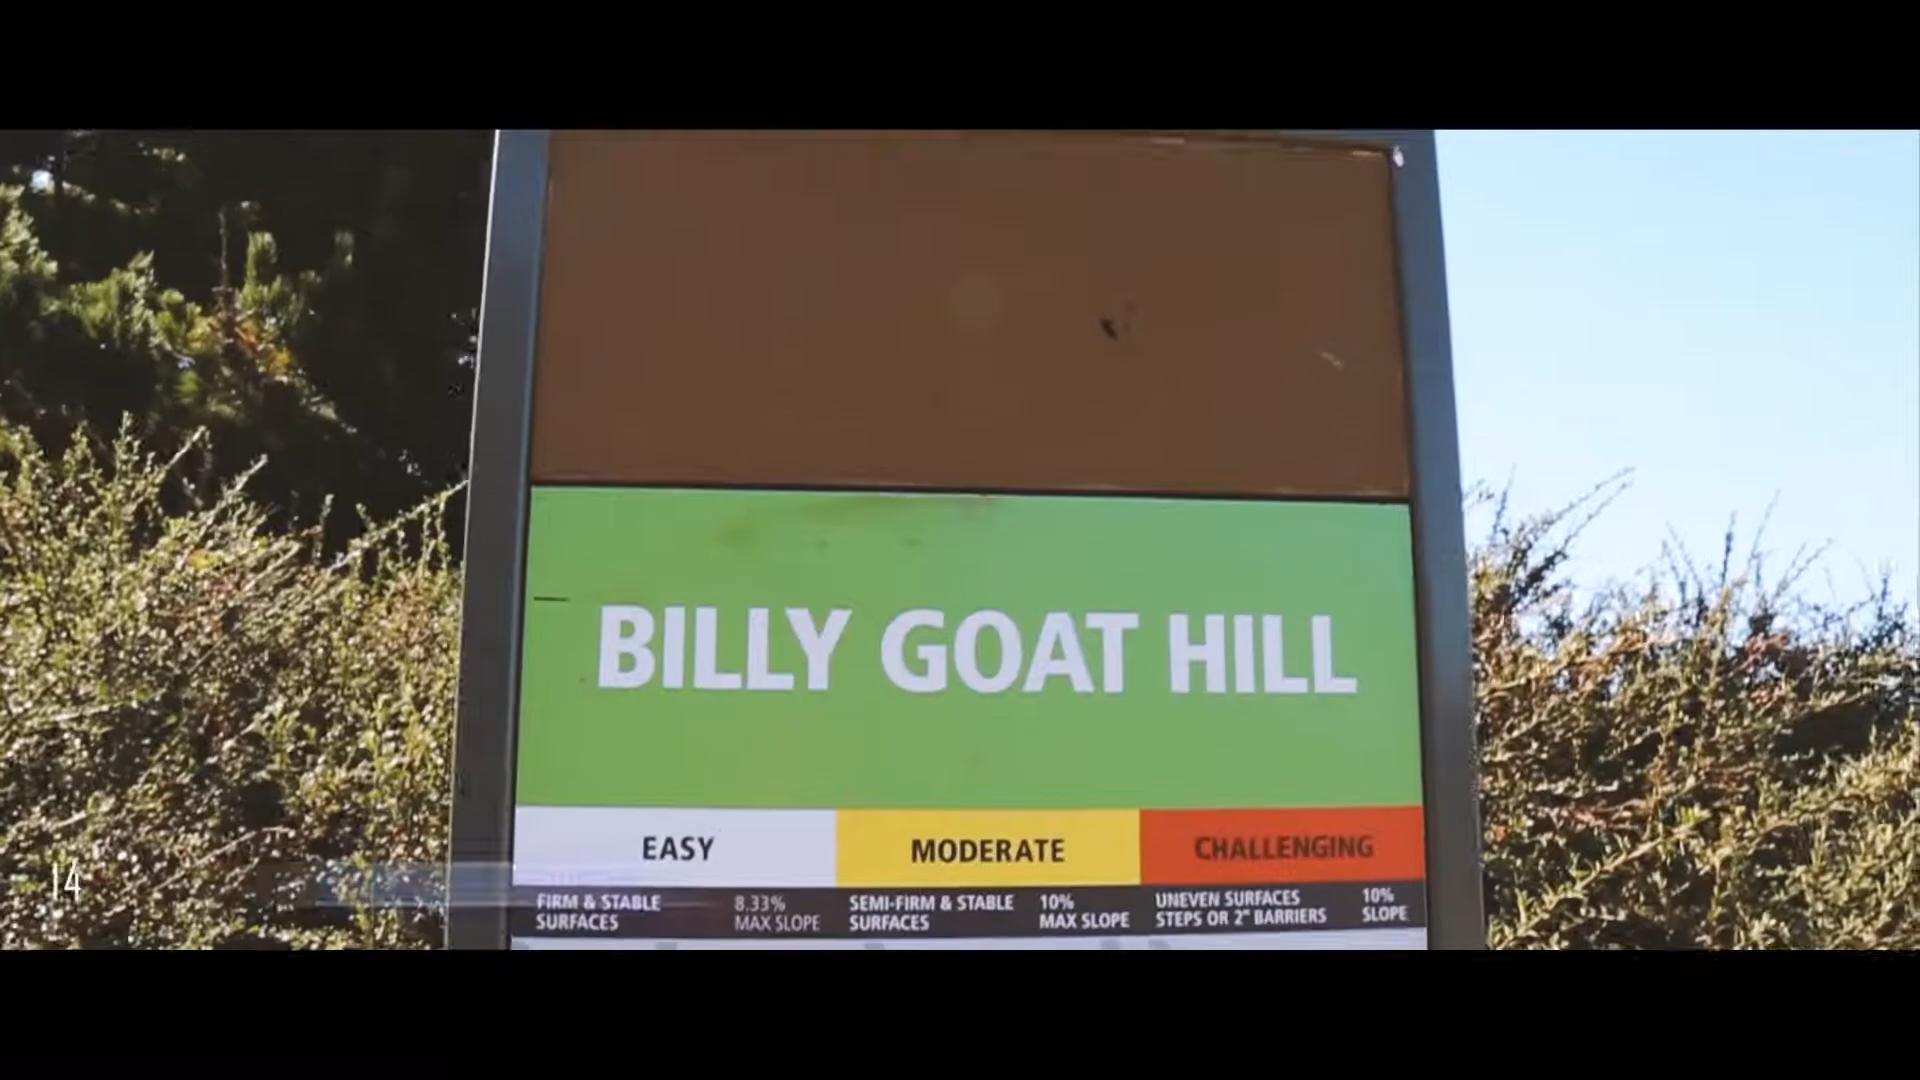 BILLY GOAT HILL
EASY
MODERATE
CHALLENGING
FIRM & STABLE
SURFACES
8.33%
MAX SLOPE
SEMI-FIRM & STABLE
SURFACES
10%
MAX SLOPE
UNEVEN SURFACES
STEPS OR 2" BARRIERS
10%
SLOPE
14